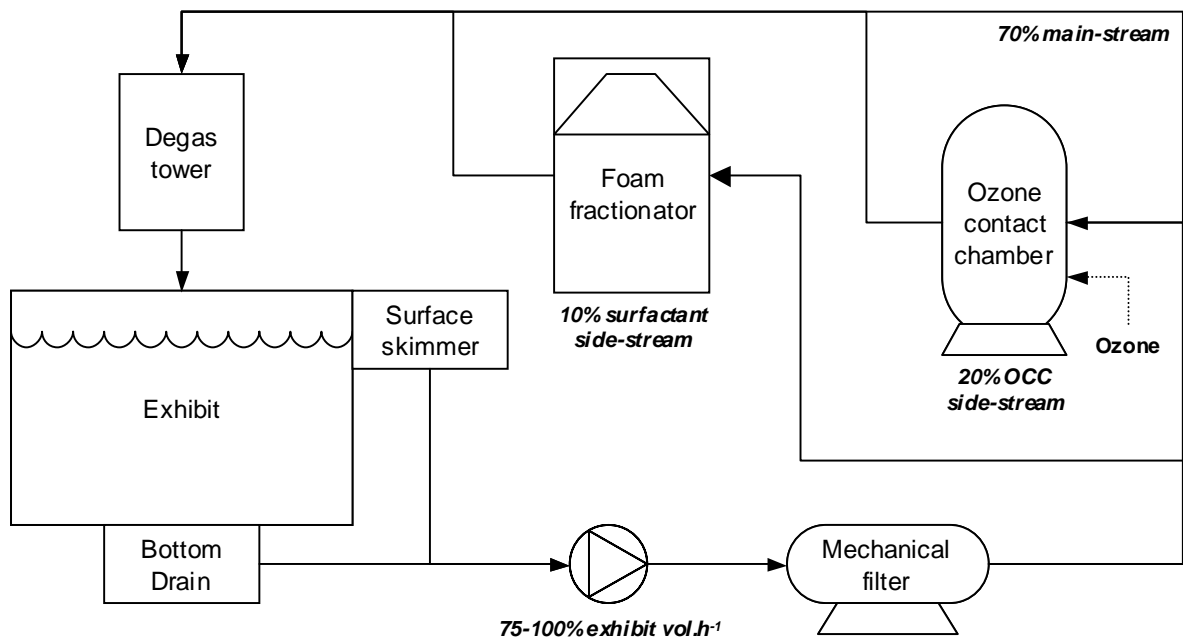 70% main-stream
Degas
tower
Foam
fractionator
Ozone
contact
chamber
10% surfactant
side-stream
Surface
skimmer
Ozone
20% OCC
side-stream
Exhibit
Bottom
Drain
Mechanical
filter
75-100% exhibit vol.h⁻¹